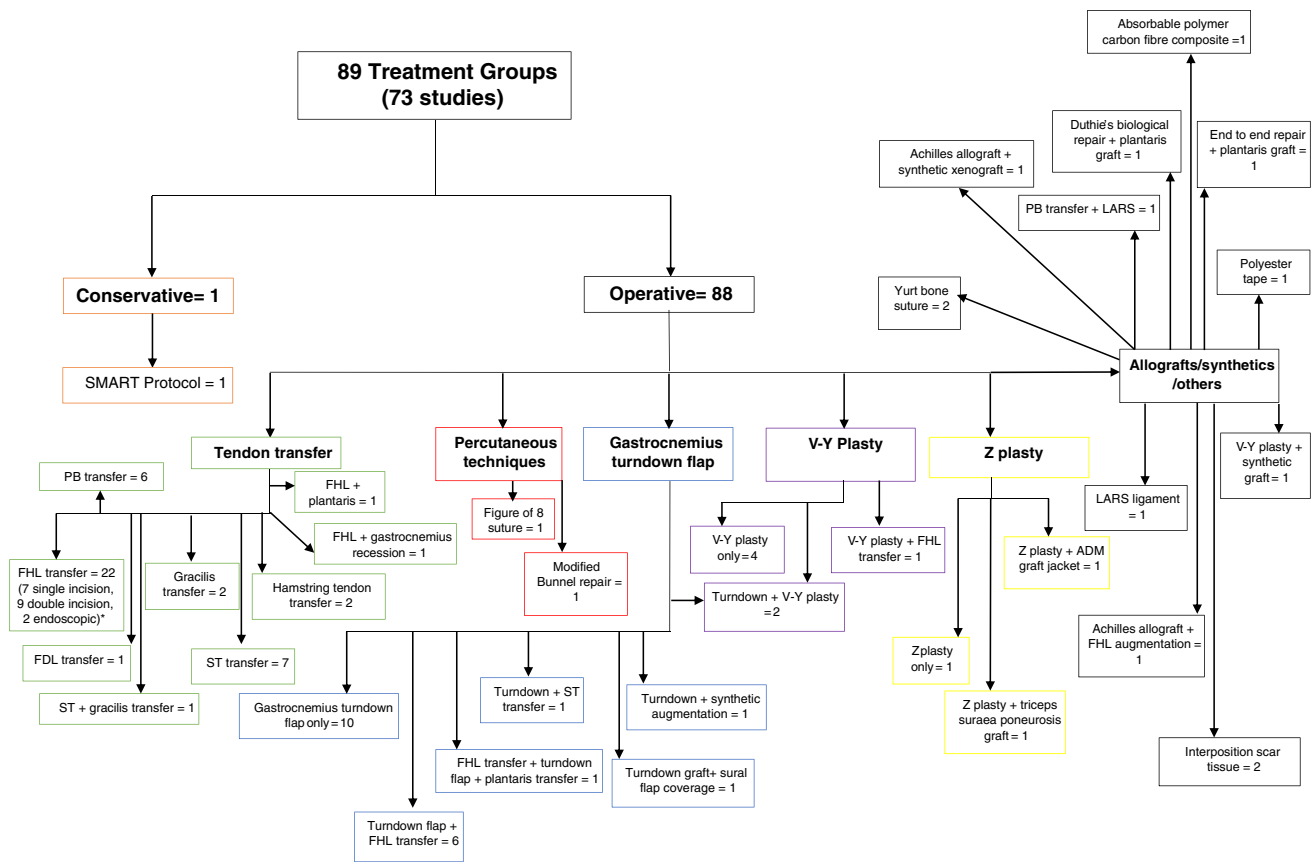 89 Treatment Groups
(73 studies)
Conservative= 1
SMART Protocol = 1
Operative= 88
Tendon transfer
PB transfer = 6
FHL +
plantaris = 1
FHL + gastrocnemius
recession = 1
FHL transfer = 22
(7 single incision,
9 double incision,
2 endoscopic)*
Gracilis
transfer = 2
Hamstring tendon
transfer = 2
FDL transfer = 1
ST transfer = 7
ST + gracilis transfer = 1
Percutaneous
techniques
Figure of 8
suture = 1
Modified
Bunnel repair =
1
Gastrocnemius
turndown flap
Gastrocnemius turndown
flap only = 10
Turndown + ST
transfer = 1
Turndown + synthetic
augmentation = 1
FHL transfer + turndown
flap + plantaris transfer = 1
Turndown graft+ sural
flap coverage = 1
Turndown flap +
FHL transfer = 6
V-Y Plasty
V-Y plasty
only = 4
V-Y plasty + FHL
transfer = 1
Turndown + V-Y plasty
= 2
Z plasty
Z plasty + ADM
graft jacket = 1
Z plasty
only = 1
Z plasty + triceps
suraea poneurosis
graft = 1
Allografts/synthetics
/others
Absorbable polymer
carbon fibre composite =1
Duthie's biological
repair + plantaris
graft = 1
End to end repair
+ plantaris graft =
1
Achilles allograft +
synthetic xenograft = 1
PB transfer + LARS = 1
Polyester
tape = 1
Yurt bone
suture = 2
V-Y plasty +
synthetic
graft = 1
LARS ligament
= 1
Achilles allograft +
FHL augmentation =
1
Interposition scar
tissue = 2